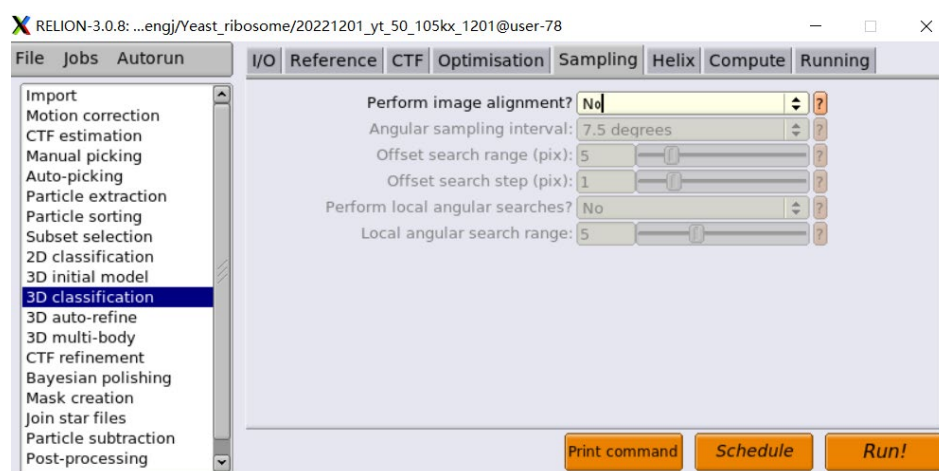 RELION-3.0.8: ...engj/Yeast_ribosome/20221201_yt_50_105kx_1201@user-78
File Jobs Autorun
I/O Reference CTF Optimisation Sampling Helix Compute Running
Import
Motion correction
CTF estimation
Manual picking
Auto-picking
Particle extraction
Particle sorting
Subset selection
2D classification
3D initial model
3D classification
3D auto-refine
3D multi-body
CTF refinement
Bayesian polishing
Mask creation
Join star files
Particle subtraction
Post-processing
Perform image alignment? No ?
Angular sampling interval: 7.5 degrees ?
Offset search range (pix): 5 ?
Offset search step (pix): 1 ?
Perform local angular searches? No ?
Local angular search range: 5 ?
Print command Schedule Run!